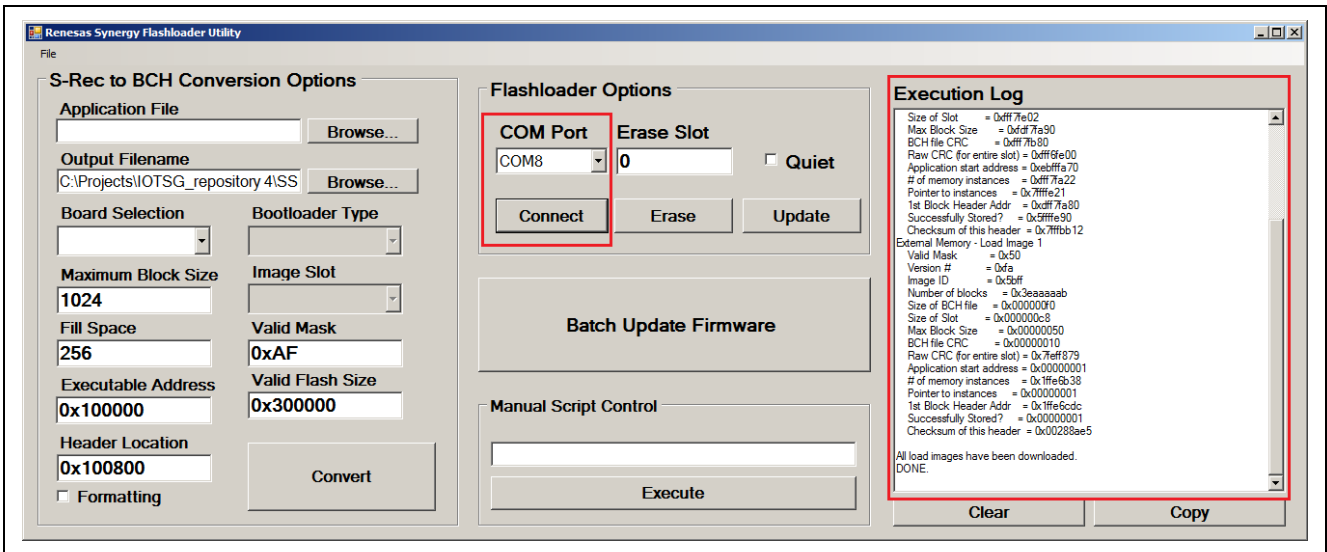 Renesas Synergy Flashloader Utility
File
S-Rec to BCH Conversion Options
Application File
Browse...
Output Filename
C:\Projects\IOTSG_repository 4\SS
Browse...
Board Selection
Bootloader Type
Maximum Block Size
Image Slot
1024
Fill Space
Valid Mask
256
0xAF
Executable Address
Valid Flash Size
0x100000
0x300000
Header Location
0x100800
Convert
Formatting
Flashloader Options
COM Port
Erase Slot
COM8
0
Quiet
Connect
Erase
Update
Batch Update Firmware
Manual Script Control
Execute
Execution Log
Size of Slot = 0xfff7fe02
Max Block Size = 0xfdf7fa90
BCH file CRC = 0xfff7fb80
Raw CRC (for entire slot) = 0xfff6fe00
Application start address = 0xebfffa70
# of memory instances = 0xfff7fa22
Pointer to instances = 0x7ffffe21
1st Block Header Addr = 0xdff7fa80
Successfully Stored? = 0x5ffffe90
Checksum of this header = 0x7fffbb12
External Memory - Load Image 1
Valid Mask = 0x50
Version # = 0xfa
Image ID = 0x5bff
Number of blocks = 0x3eaaaaab
Size of BCH file = 0x000000f0
Size of Slot = 0x000000c8
Max Block Size = 0x00000050
BCH file CRC = 0x00000010
Raw CRC (for entire slot) = 0x7feff879
Application start address = 0x00000001
# of memory instances = 0x1ffe6b38
Pointer to instances = 0x00000001
1st Block Header Addr = 0x1ffe6cdc
Successfully Stored? = 0x00000001
Checksum of this header = 0x00288ae5
All load images have been downloaded.
DONE.
Clear
Copy